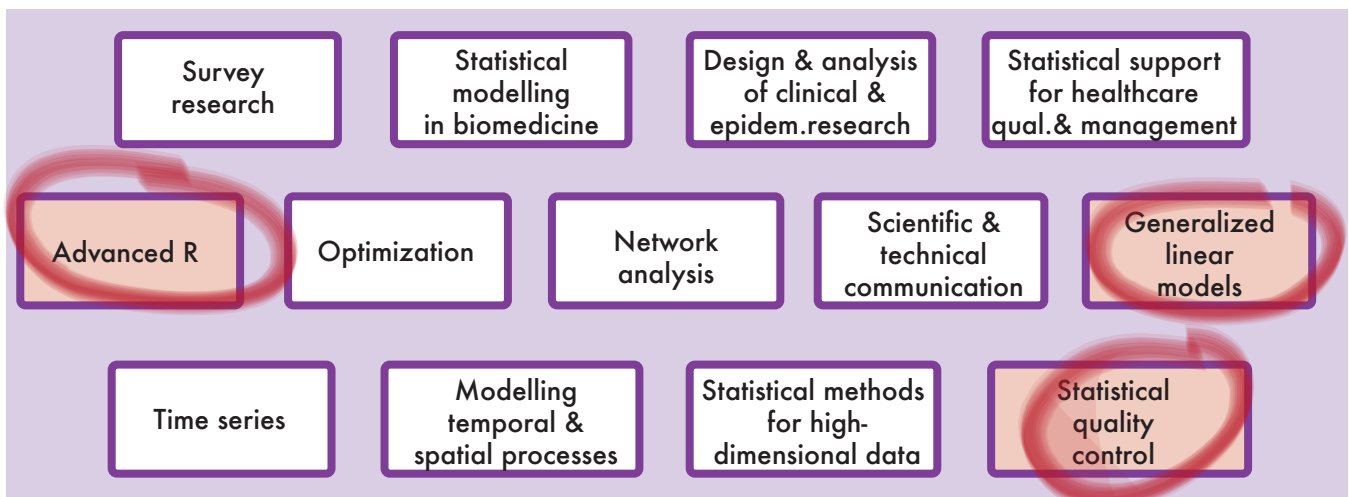 Survey
research
Statistical
modelling
in biomedicine
Design & analysis
of clinical &
epidem.research
Statistical support
for healthcare
qual.& management
Advanced R
Optimization
Network
analysis
Scientific &
technical
communication
Generalized
linear
models
Time series
Modelling
temporal &
spatial processes
Statistical methods
for high-
dimensional data
Statistical
quality
control